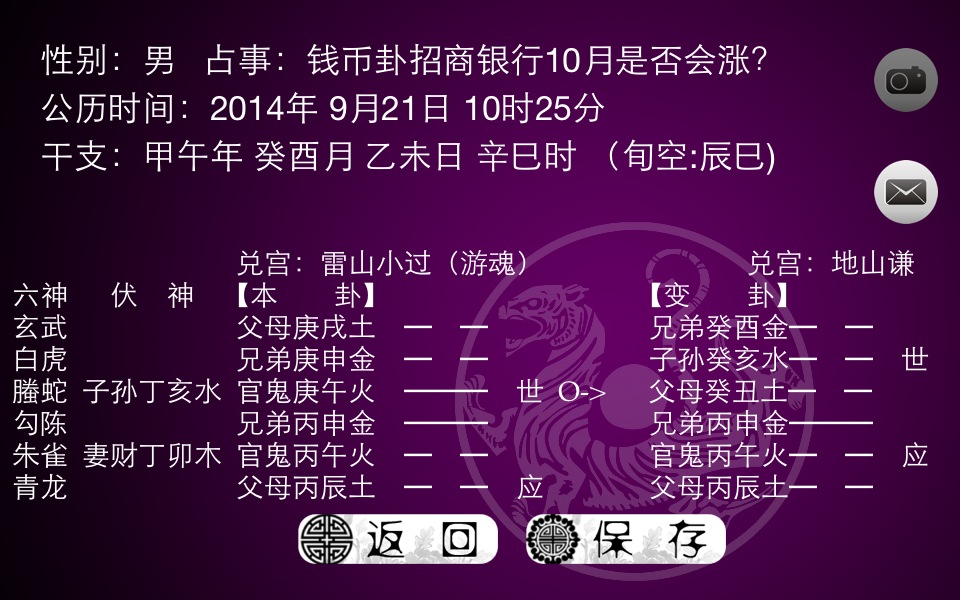 性别：男 占事：钱币卦招商银行10月是否会涨？
公历时间：2014年 9月21日 10时25分
干支：甲午年 癸酉月 乙未日 辛巳时 （旬空:辰巳)
兑宫：雷山小过（游魂） 兑宫：地山谦
六神 伏 神 【本 卦】 【变 卦】
玄武 父母庚戌土 兄弟癸酉金
白虎 兄弟庚申金 子孙癸亥水 世
螣蛇 子孙丁亥水 官鬼庚午火 世 O-> 父母癸丑土
勾陈 兄弟丙申金 兄弟丙申金
朱雀 妻财丁卯木 官鬼丙午火 官鬼丙午火 应
青龙 父母丙辰土 应 父母丙辰土
返 回 保 存